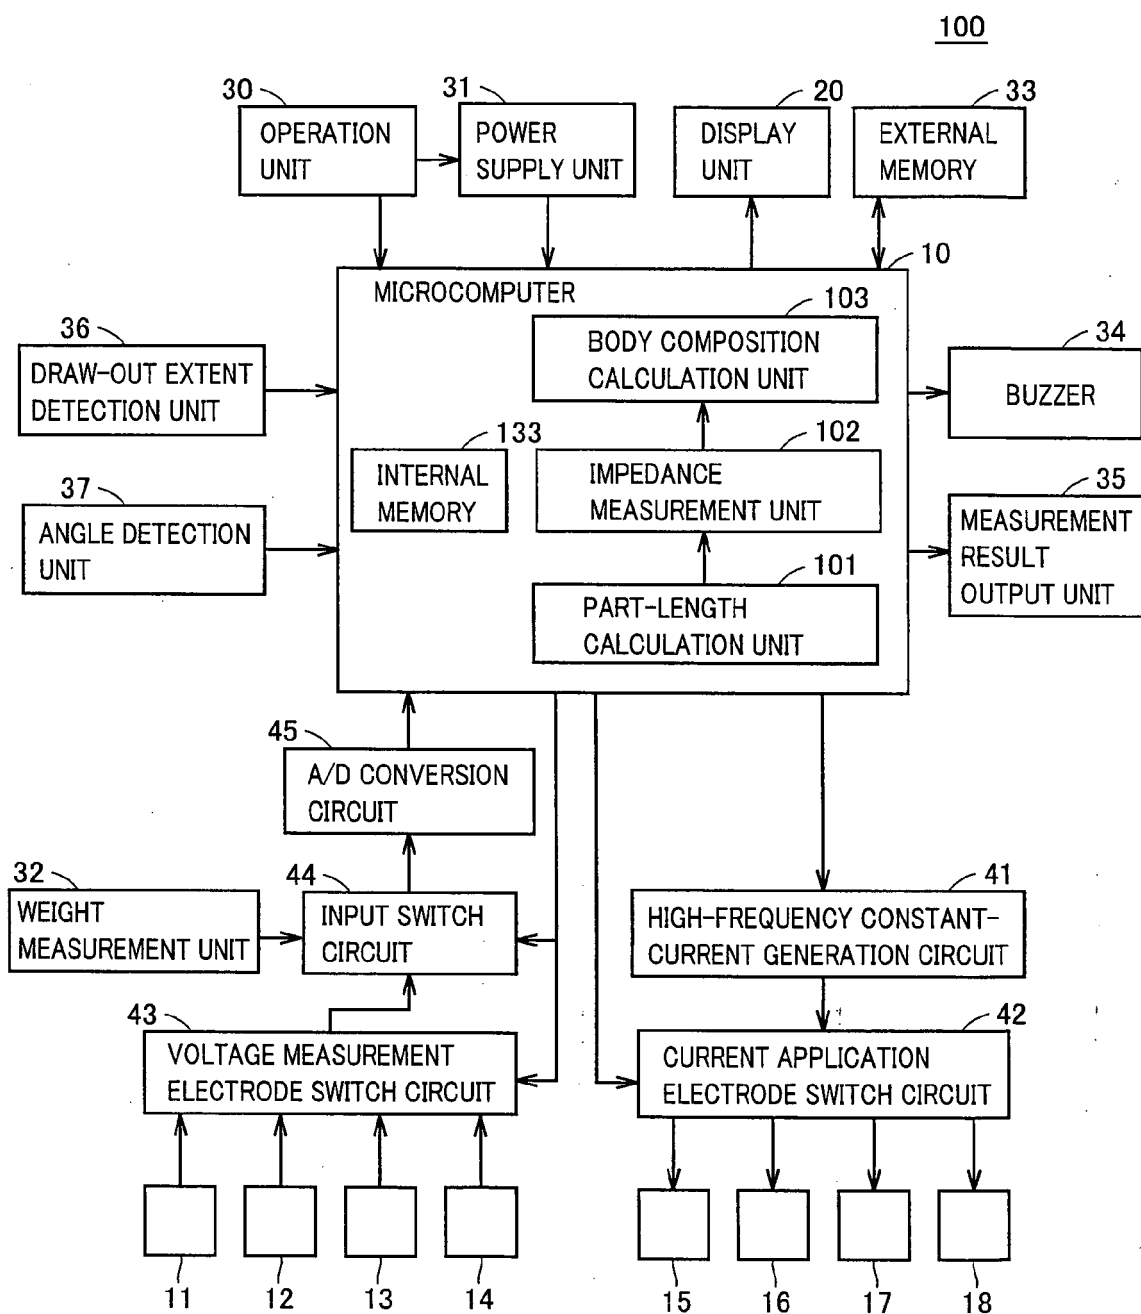 100
30
31
20
33
OPERATION
UNIT
POWER
SUPPLY UNIT
DISPLAY
UNIT
EXTERNAL
MEMORY
10
MICROCOMPUTER
103
BODY COMPOSITION
CALCULATION UNIT
36
DRAW-OUT EXTENT
DETECTION UNIT
34
BUZZER
133
INTERNAL
MEMORY
102
IMPEDANCE
MEASUREMENT UNIT
37
ANGLE DETECTION
UNIT
35
MEASUREMENT
RESULT
OUTPUT UNIT
101
PART-LENGTH
CALCULATION UNIT
45
A/D CONVERSION
CIRCUIT
32
WEIGHT
MEASUREMENT UNIT
44
INPUT SWITCH
CIRCUIT
41
HIGH-FREQUENCY CONSTANT-
CURRENT GENERATION CIRCUIT
43
VOLTAGE MEASUREMENT
ELECTRODE SWITCH CIRCUIT
42
CURRENT APPLICATION
ELECTRODE SWITCH CIRCUIT
11
12
13
14
15
16
17
18